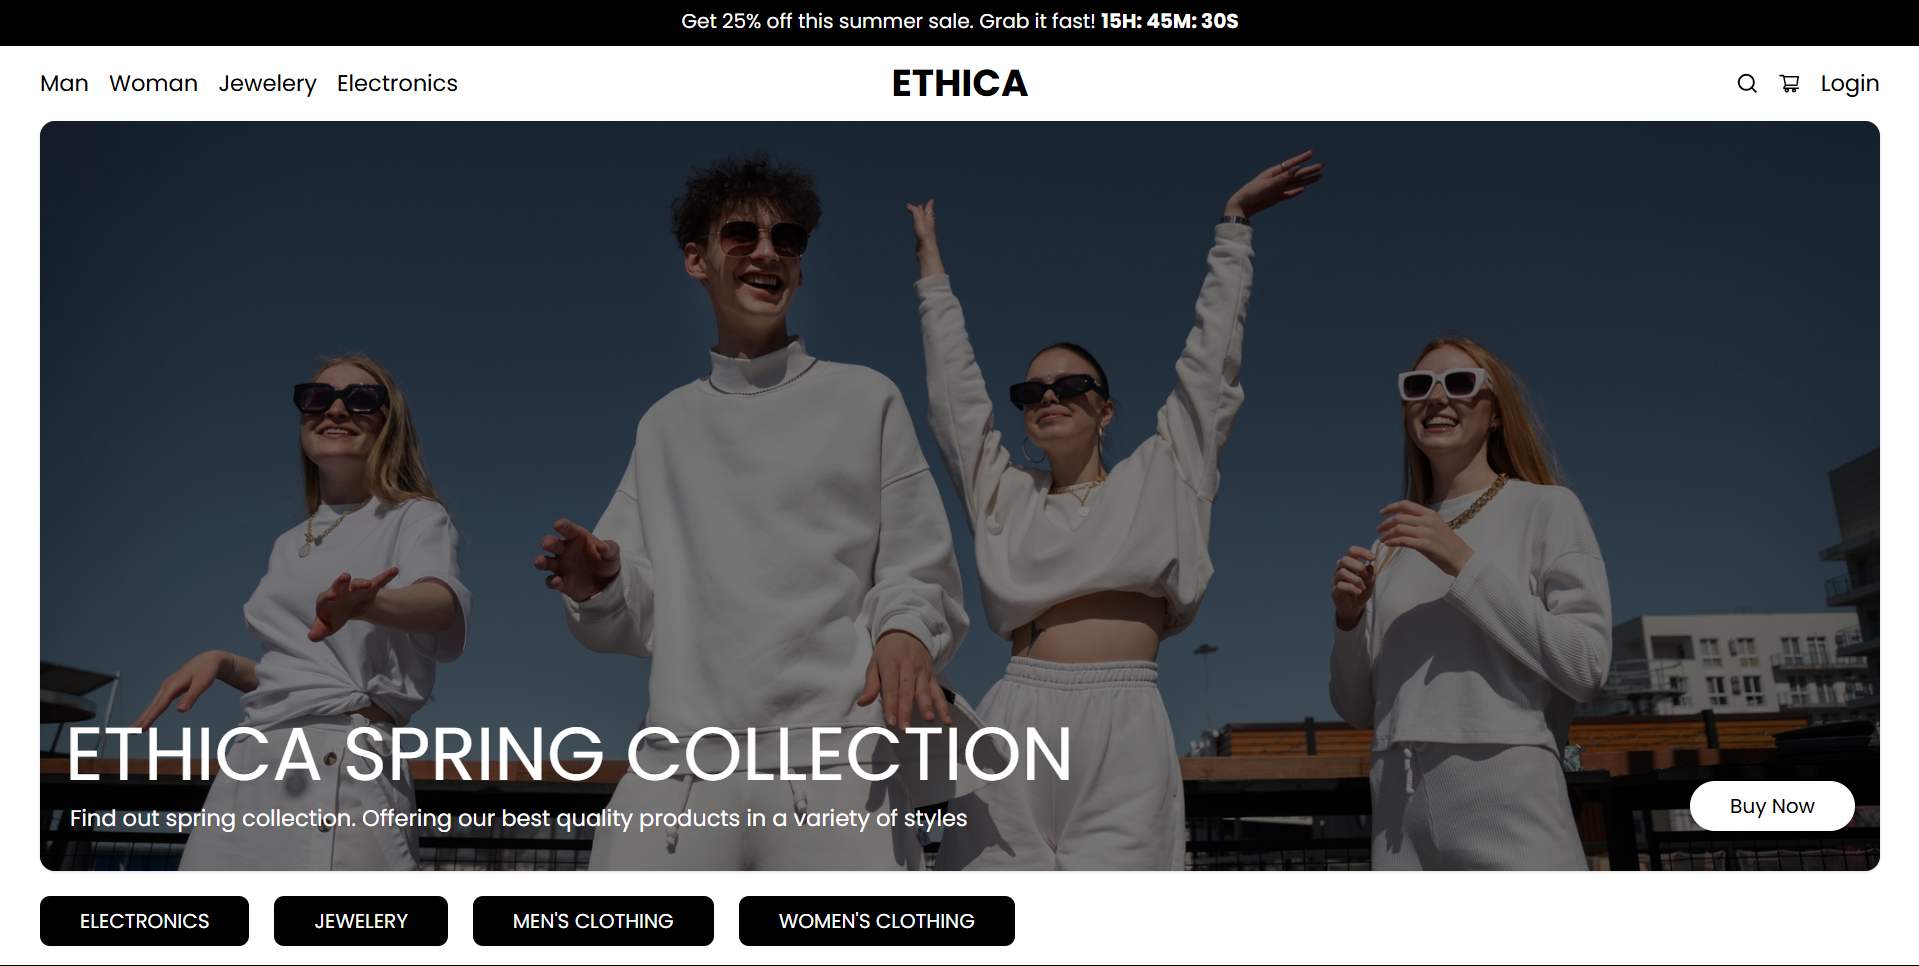 Get 25% off this summer sale. Grab it fast! 15H: 45M: 30S
Man Woman Jewelery Electronics ETHICA Login
ETHICA SPRING COLLECTION
Find out spring collection. Offering our best quality products in a variety of styles
Buy Now
ELECTRONICS JEWELERY MEN'S CLOTHING WOMEN'S CLOTHING